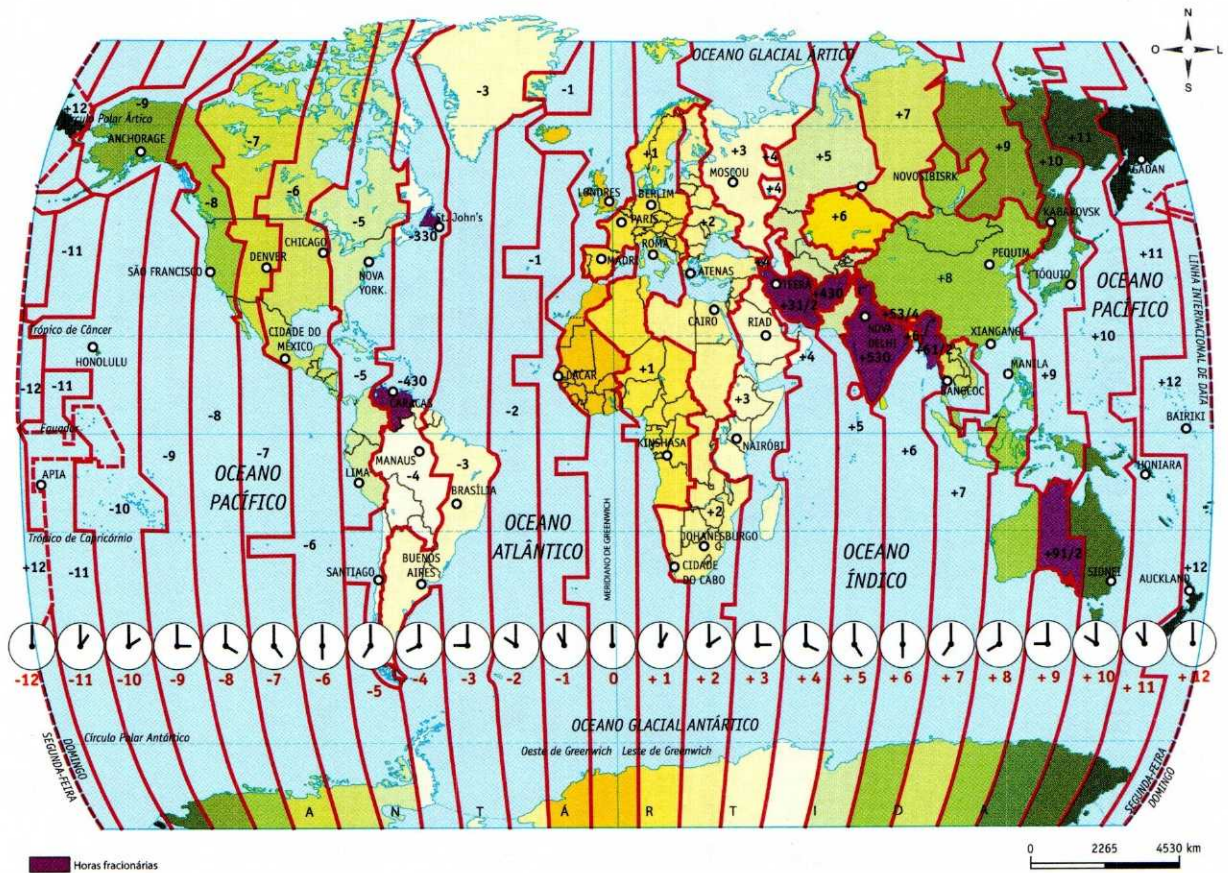 N
O L
S
OCEANO GLACIAL ÁRTICO
-3
-1
+12
-9
Círculo Polar Ártico
ANCHORAGE
-7
+7
+1
+3
+4
+5
+9
+11
+10
MOSCOU
+4
NOVOSIBISRK
GADAN
-6
-8
-5
LONDRES
BERLIM
PARIS
St. John's
-330
+2
+6
KABAROVSK
-11
CHICAGO
DENVER
SÃO FRANCISCO
NOVA
YORK.
-1
ROMA
MADRI
ATENAS
+4
PEQUIM
+8
TÓQUIO
+11
OCEANO
PACÍFICO
LINHA INTERNACIONAL DE DATA
+31/2
+430
+53/4
Trópico de Câncer
HONOLULU
CIDADE DO
MÉXICO
CAIRO
RIAD
NOVA
DELHI
+530
+6
+61/2
XIANGANG
+10
-12
-11
-5
-430
CARACAS
DACAR
+1
+4
MANILA
+9
BANGCOC
+12
-8
-2
+3
+5
BAIRIKI
Equador
-9
-7
MANAUS
-3
KINSHASA
NAIRÓBI
+6
OCEANO
PACÍFICO
LIMA
-4
BRASÍLIA
HONIARA
APIA
-10
+7
OCEANO
ATLÂNTICO
MERIDIANO DE GREENWICH
+2
JOHANESBURGO
OCEANO
ÍNDICO
Trópico de Capricórnio
-6
BUENOS
AIRES
+91/2
+12
-11
SANTIAGO
CIDADE
DO CABO
SIDNEI
AUCKLAND
+12
-12 -11 -10 -9 -8 -7 -6 -5 -4 -3 -2 -1 0 +1 +2 +3 +4 +5 +6 +7 +8 +9 +10 +11 +12
OCEANO GLACIAL ANTÁRTICO
Círculo Polar Antártico
Oeste de Greenwich Leste de Greenwich
DOMINGO
SEGUNDA-FEIRA
SEGUNDA-FEIRA
DOMINGO
A N T Á R T I D A
0 2265 4530 km
Horas fracionárias